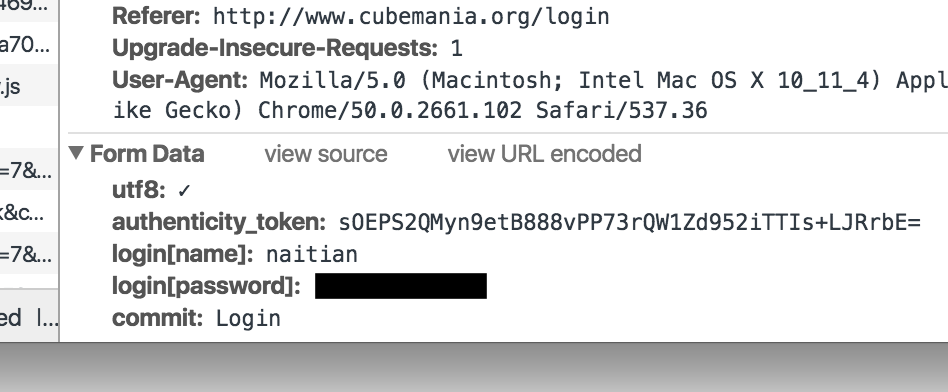 469...
Referer: http://www.cubemania.org/login
a70...
Upgrade-Insecure-Requests: 1
.js
User-Agent: Mozilla/5.0 (Macintosh; Intel Mac OS X 10_11_4) Appl
ike Gecko) Chrome/50.0.2661.102 Safari/537.36
Form Data view source view URL encoded
=7&...
utf8: ✓
k&c...
authenticity_token: sOEPS2QMyn9etB888vPP73rQW1Zd952iTTIs+LJRrbE=
=7&...
login[name]: naitian
login[password]:
ed l...
commit: Login